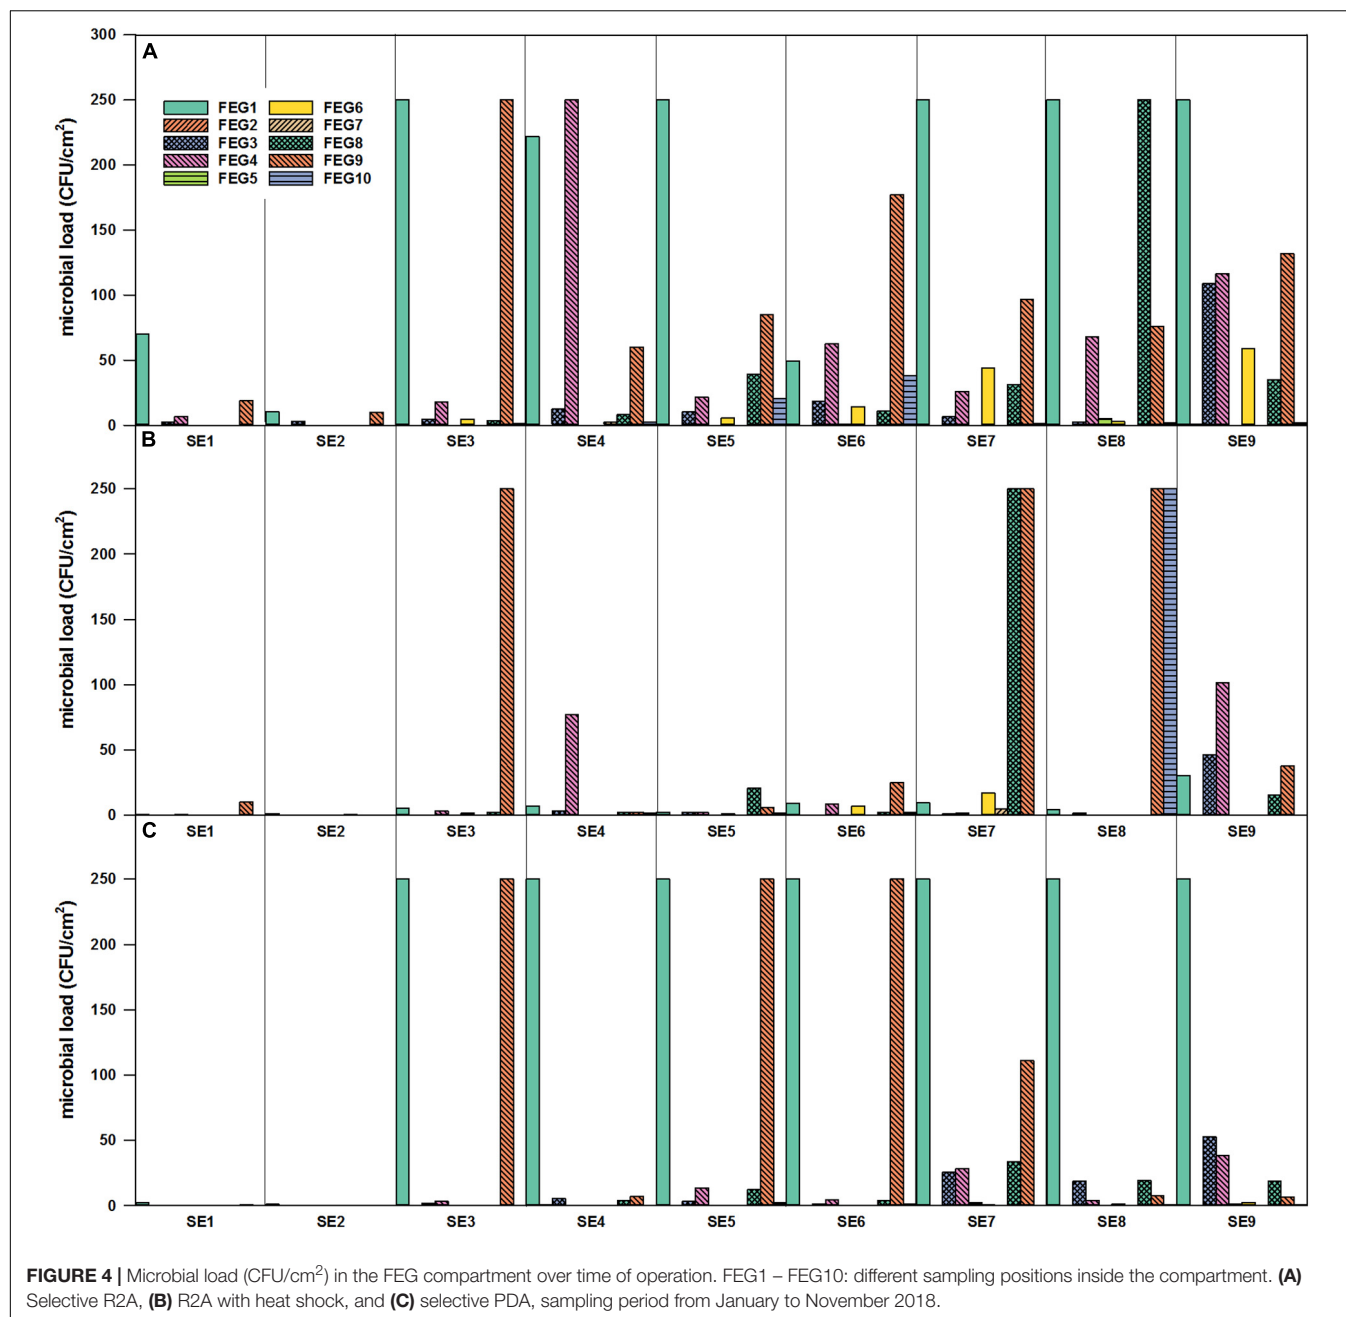 300
A
250
200
150
100
50
0
microbial load (CFU/cm²)
FEG1 FEG6
FEG2 FEG7
FEG3 FEG8
FEG4 FEG9
FEG5 FEG10
SE1 SE2 SE3 SE4 SE5 SE6 SE7 SE8 SE9
B
250
200
150
100
50
0
microbial load (CFU/cm²)
SE1 SE2 SE3 SE4 SE5 SE6 SE7 SE8 SE9
C
250
200
150
100
50
0
microbial load (CFU/cm²)
SE1 SE2 SE3 SE4 SE5 SE6 SE7 SE8 SE9
FIGURE 4 | Microbial load (CFU/cm²) in the FEG compartment over time of operation. FEG1 – FEG10: different sampling positions inside the compartment. (A)
Selective R2A, (B) R2A with heat shock, and (C) selective PDA, sampling period from January to November 2018.